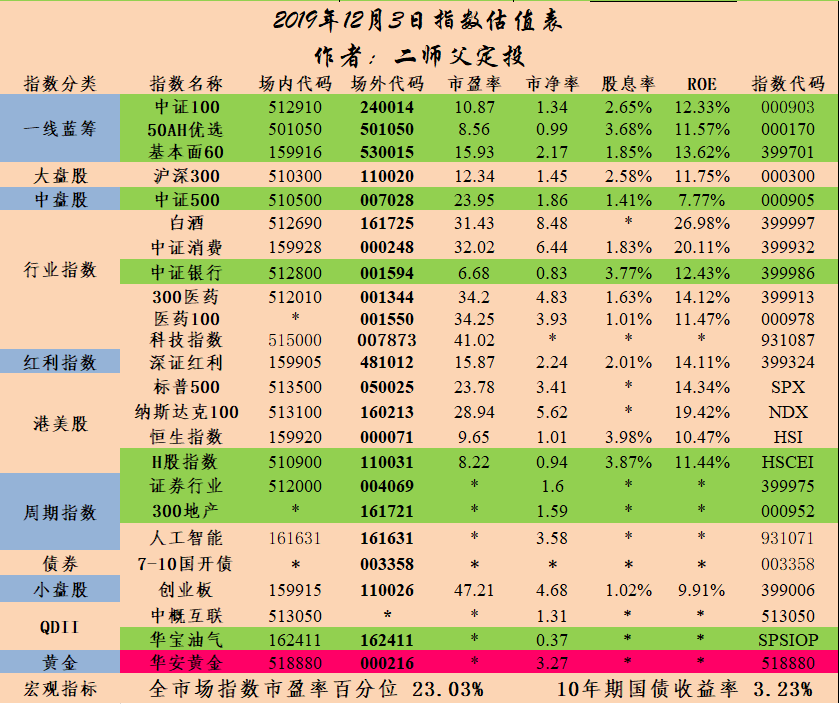 2019年12月3日指数估值表
作者：二师父定投
指数分类 指数名称 场内代码 场外代码 市盈率 市净率 股息率 ROE 指数代码
一线蓝筹 中证100 512910 240014 10.87 1.34 2.65% 12.33% 000903
50AH优选 501050 501050 8.56 0.99 3.68% 11.57% 000170
基本面60 159916 530015 15.93 2.17 1.85% 13.62% 399701
大盘股 沪深300 510300 110020 12.34 1.45 2.58% 11.75% 000300
中盘股 中证500 510500 007028 23.95 1.86 1.41% 7.77% 000905
行业指数 白酒 512690 161725 31.43 8.48 * 26.98% 399997
中证消费 159928 000248 32.02 6.44 1.83% 20.11% 399932
中证银行 512800 001594 6.68 0.83 3.77% 12.43% 399986
300医药 512010 001344 34.2 4.83 1.63% 14.12% 399913
医药100 * 001550 34.25 3.93 1.01% 11.47% 000978
科技指数 515000 007873 41.02 * * * 931087
红利指数 深证红利 159905 481012 15.87 2.24 2.01% 14.11% 399324
港美股 标普500 513500 050025 23.78 3.41 * 14.34% SPX
纳斯达克100 513100 160213 28.94 5.62 * 19.42% NDX
恒生指数 159920 000071 9.65 1.01 3.98% 10.47% HSI
H股指数 510900 110031 8.22 0.94 3.87% 11.44% HSCEI
周期指数 证券行业 512000 004069 * 1.6 * * 399975
300地产 * 161721 * 1.59 * * 000952
人工智能 161631 161631 * 3.58 * * 931071
债券 7-10国开债 * 003358 * * * * 003358
小盘股 创业板 159915 110026 47.21 4.68 1.02% 9.91% 399006
QDII 中概互联 513050 * * 1.31 * * 513050
华宝油气 162411 162411 * 0.37 * * SPSIOP
黄金 华安黄金 518880 000216 * 3.27 * * 518880
宏观指标 全市场指数市盈率百分位 23.03% 10年期国债收益率 3.23%